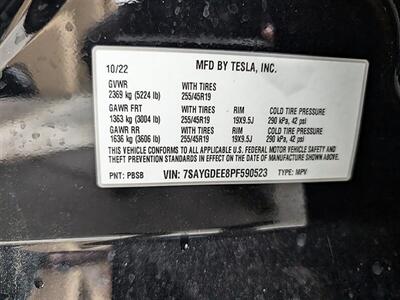 10/22 MFD BY TESLA, INC.
GVWR WITH TIRES
2369 kg (5224 lb) 255/45R19
GAWR FRT WITH TIRES RIM COLD TIRE PRESSURE
1363 kg (3004 lb) 255/45R19 19X9.5J 290 kPa, 42 psi
GAWR RR WITH TIRES RIM COLD TIRE PRESSURE
1636 kg (3606 lb) 255/45R19 19X9.5J 290 kPa, 42 psi
THIS VEHICLE CONFORMS TO ALL APPLICABLE U.S. FEDERAL MOTOR VEHICLE SAFETY AND
THEFT PREVENTION STANDARDS IN EFFECT ON THE DATE OF MANUFACTURE SHOWN ABOVE.
PNT: PBSB VIN: 7SAYGDEE8PF590523 TYPE: MPV